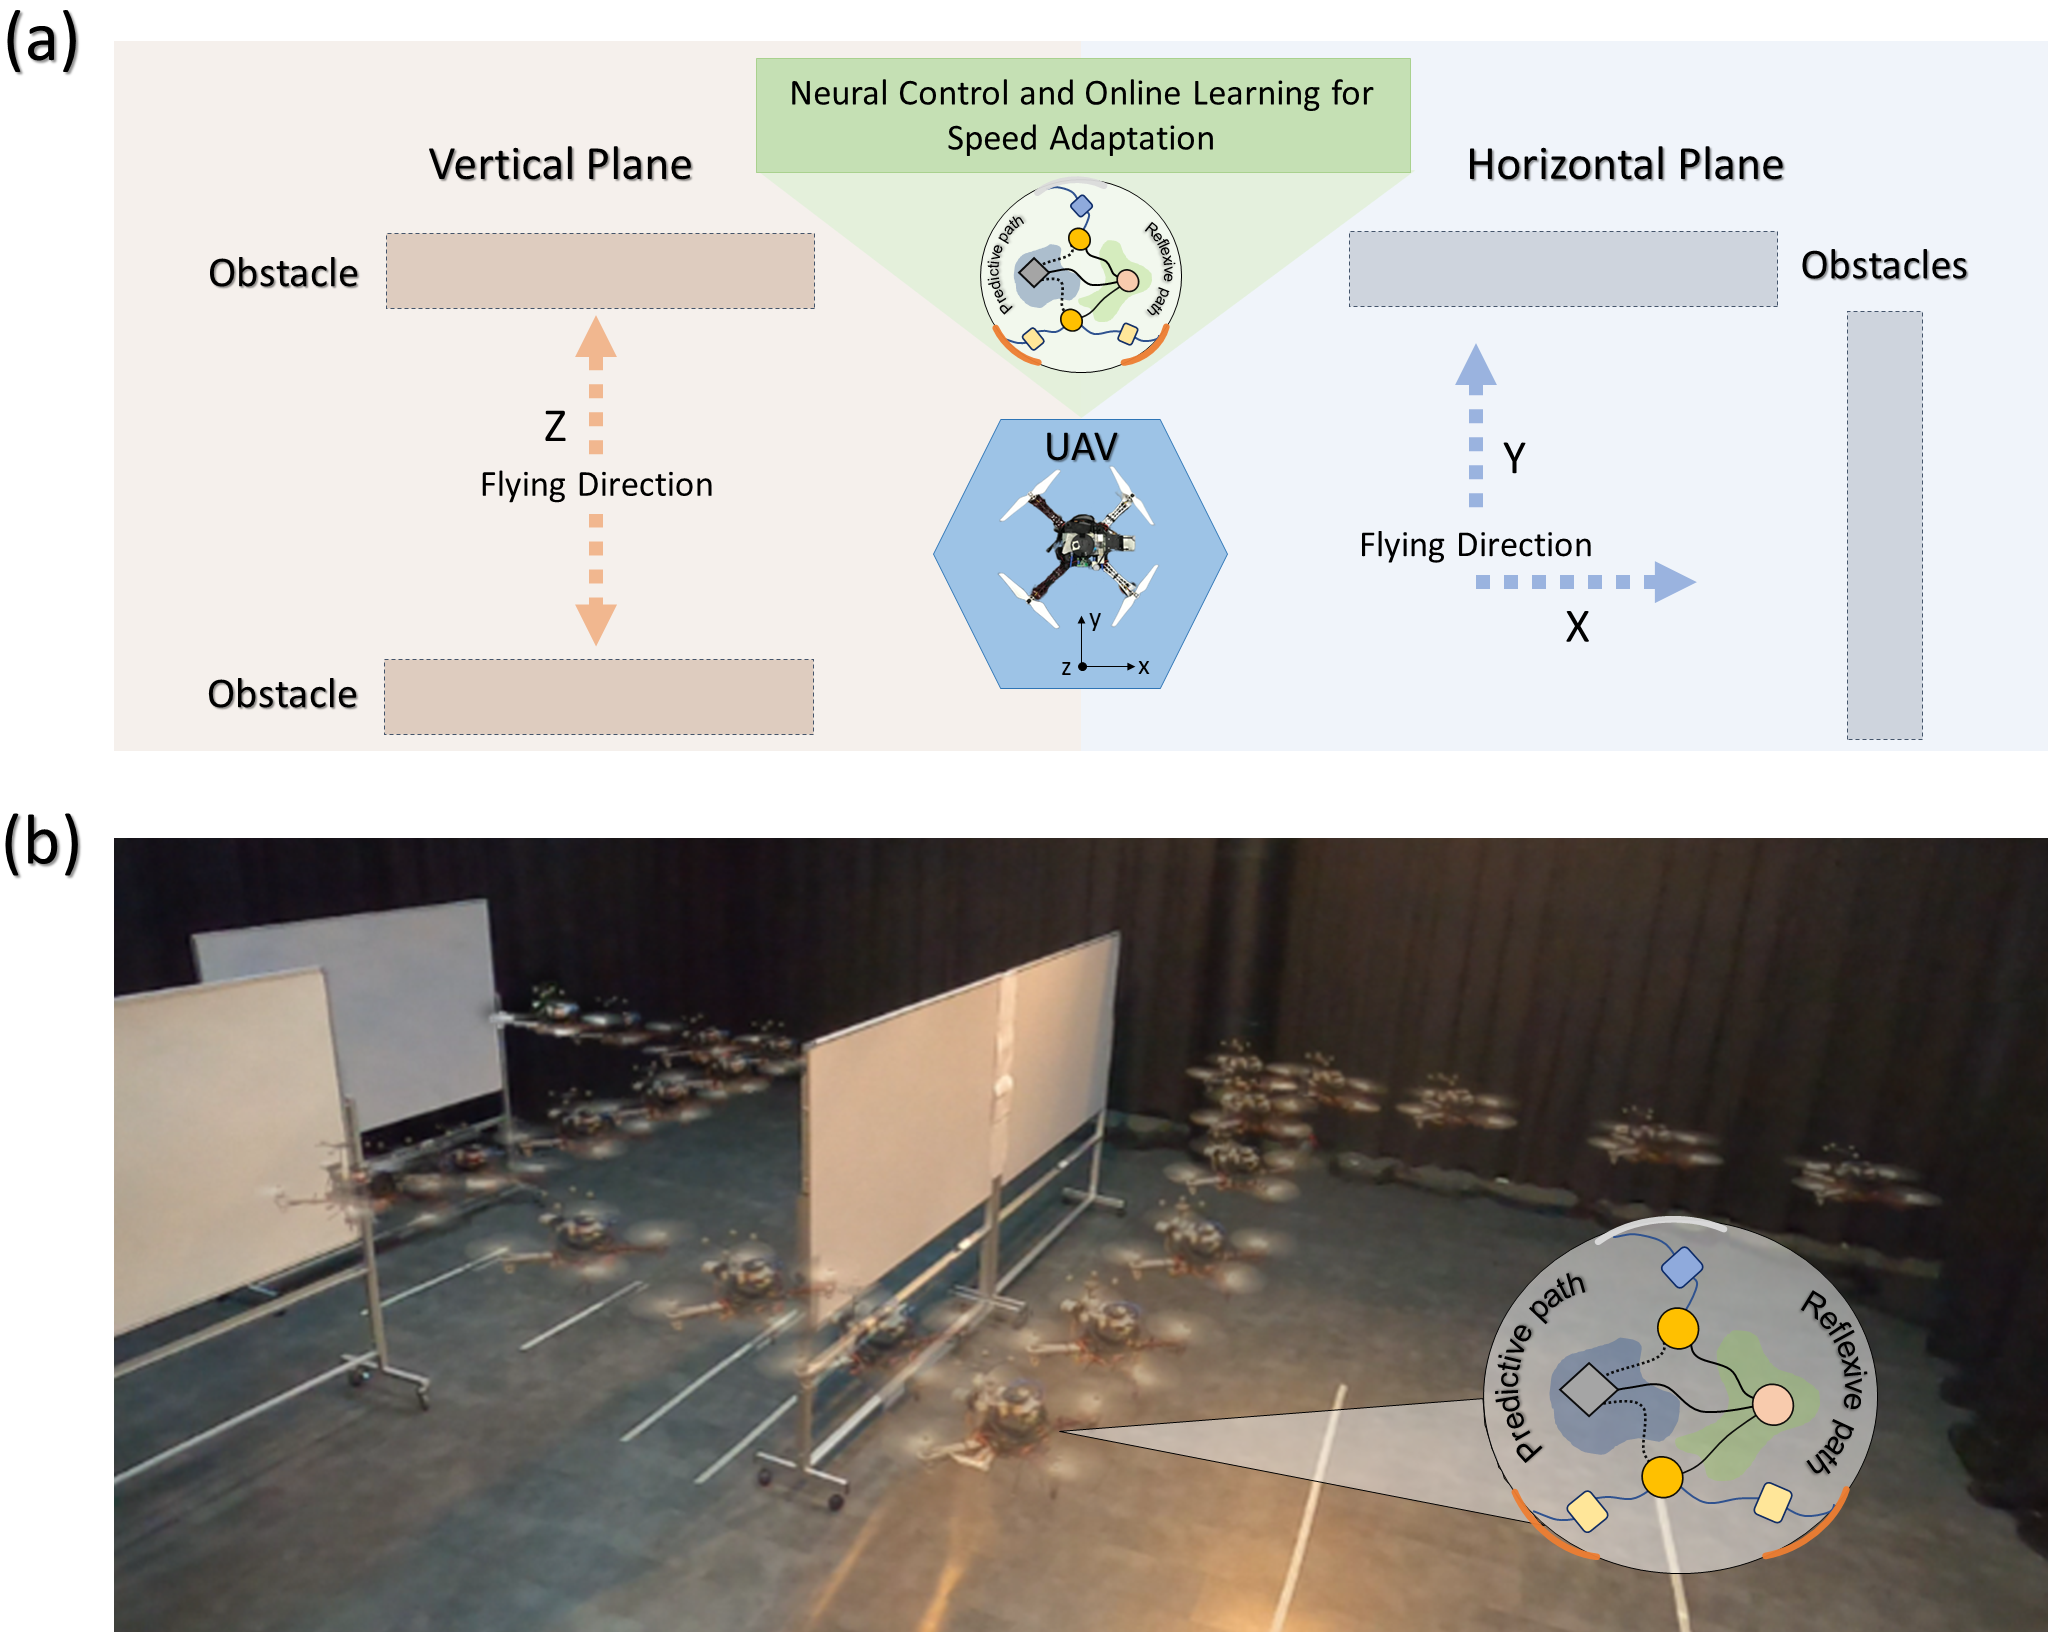 (a)
Neural Control and Online Learning for
Speed Adaptation
Vertical Plane
Horizontal Plane
Predictive path
Reflexive path
Obstacle
Obstacles
Z
Flying Direction
UAV
y
z
x
Y
Flying Direction
X
Obstacle
(b)
Predictive path
Reflexive path